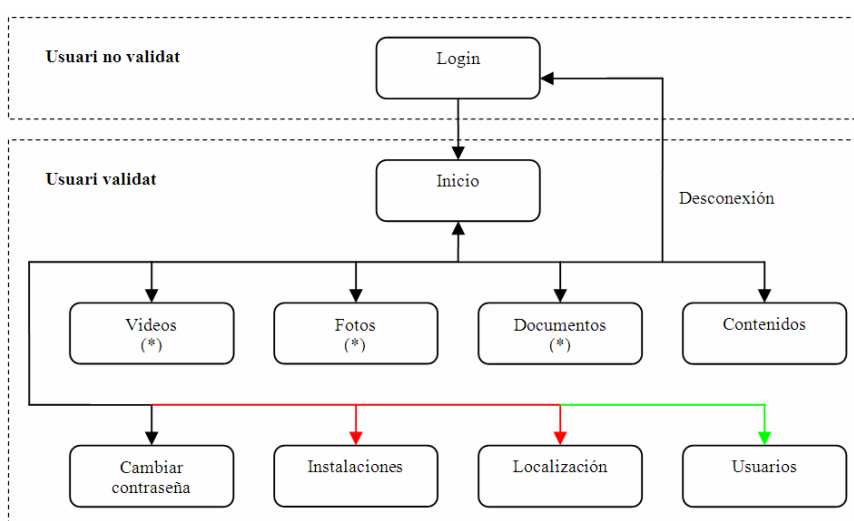 Usuari no validat
Login
Usuari validat
Inicio
Desconexión
Videos
(*)
Fotos
(*)
Documentos
(*)
Contenidos
Cambiar
contraseña
Instalaciones
Localización
Usuarios